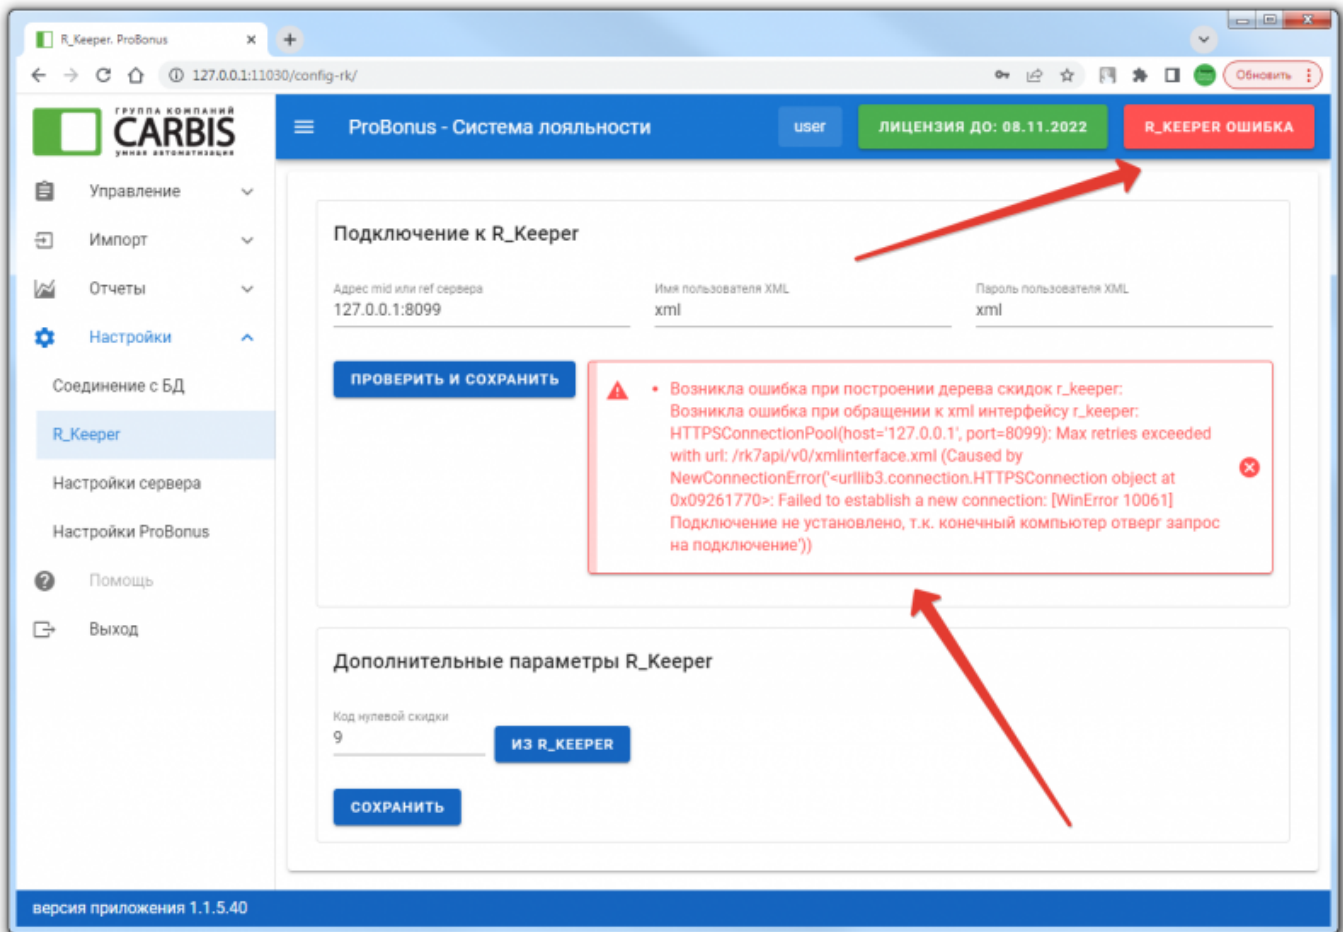 R_Keeper. ProBonus
127.0.0.1:11030/config-rk/
Обновить
ГРУППА КОМПАНИЙ
CARBIS
УМНАЯ АВТОМАТИЗАЦИЯ
ProBonus - Система лояльности
user
ЛИЦЕНЗИЯ ДО: 08.11.2022
R_KEEPER ОШИБКА
Управление
Импорт
Отчеты
Настройки
Соединение с БД
R_Keeper
Настройки сервера
Настройки ProBonus
Помощь
Выход
Подключение к R_Keeper
Адрес mid или ref сервера
127.0.0.1:8099
Имя пользователя XML
xml
Пароль пользователя XML
xml
ПРОВЕРИТЬ И СОХРАНИТЬ
• Возникла ошибка при построении дерева скидок r_keeper:
Возникла ошибка при обращении к xml интерфейсу r_keeper:
HTTPSConnectionPool(host='127.0.0.1', port=8099): Max retries exceeded
with url: /rk7api/v0/xmlinterface.xml (Caused by
NewConnectionError('<urllib3.connection.HTTPSConnection object at
0x09261770>: Failed to establish a new connection: [WinError 10061]
Подключение не установлено, т.к. конечный компьютер отверг запрос
на подключение'))
Дополнительные параметры R_Keeper
Код нулевой скидки
9
ИЗ R_KEEPER
СОХРАНИТЬ
версия приложения 1.1.5.40